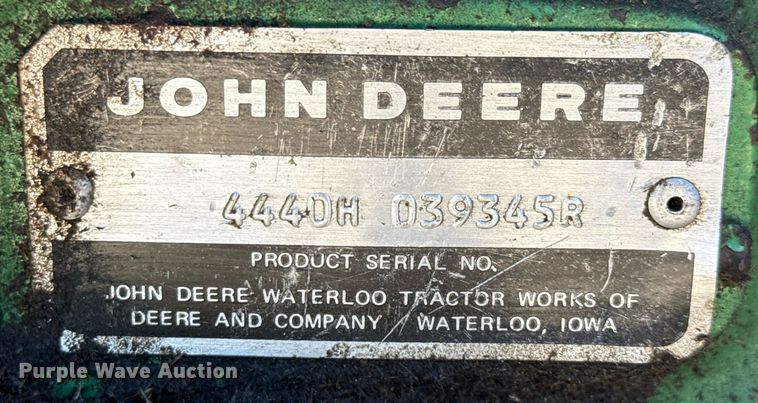 JOHN DEERE
4440H 039345R
PRODUCT SERIAL NO.
JOHN DEERE WATERLOO TRACTOR WORKS OF
DEERE AND COMPANY WATERLOO, IOWA
Purple Wave Auction